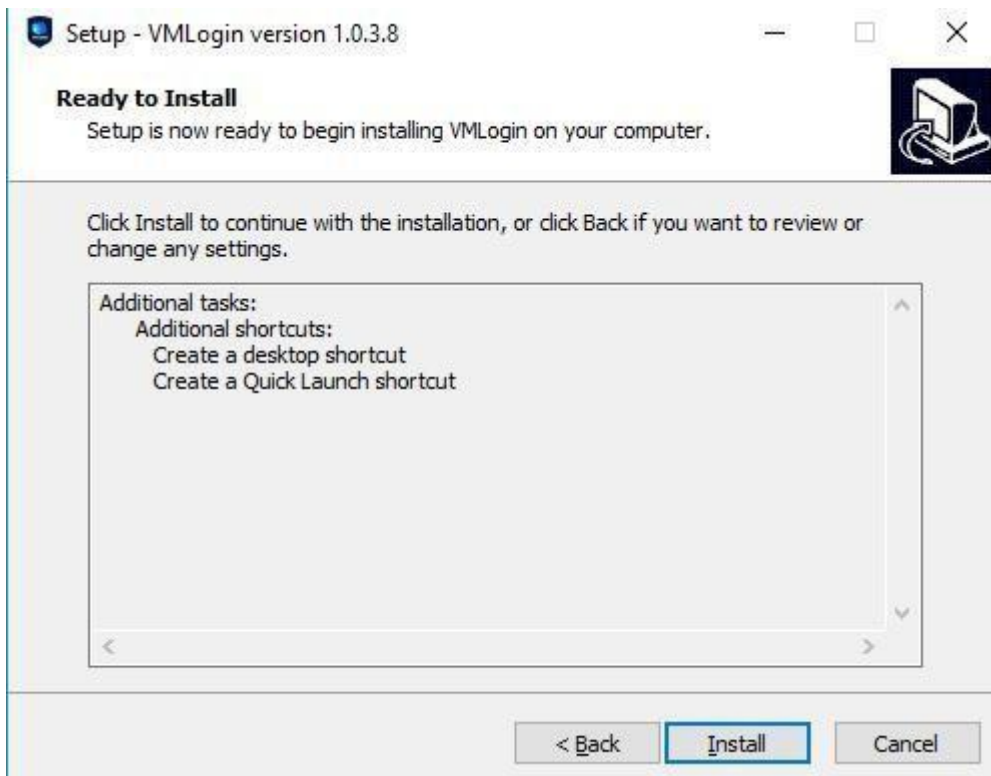 Setup - VMLogin version 1.0.3.8
Ready to Install
Setup is now ready to begin installing VMLogin on your computer.
Click Install to continue with the installation, or click Back if you want to review or
change any settings.
Additional tasks:
Additional shortcuts:
Create a desktop shortcut
Create a Quick Launch shortcut
< Back
Install
Cancel